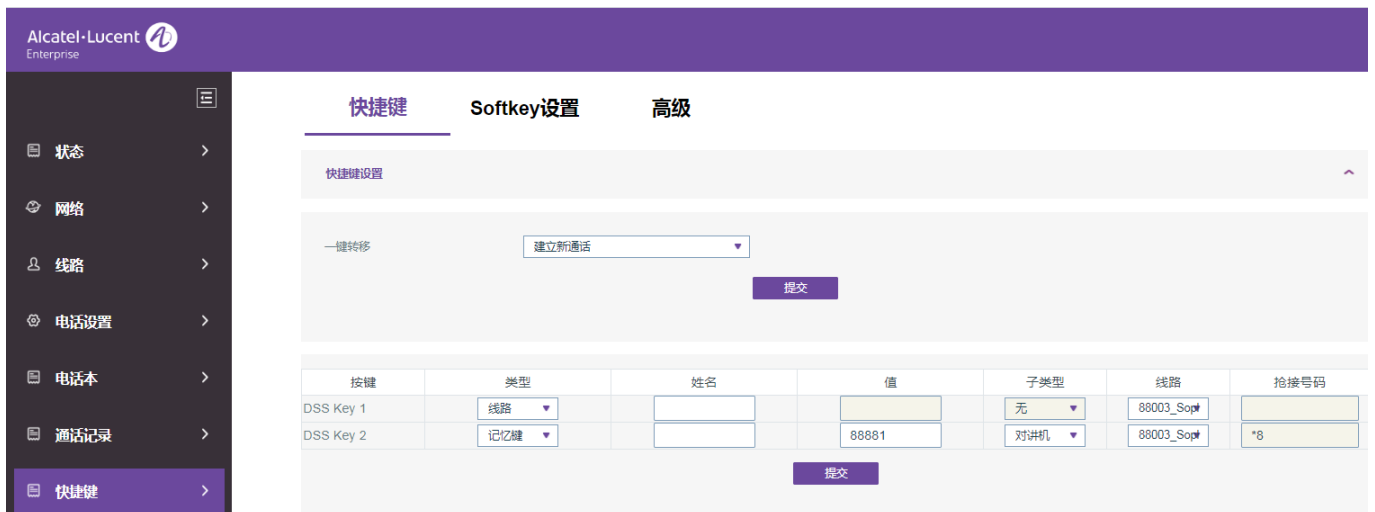 Alcatel·Lucent
Enterprise
快捷键 Softkey设置 高级
状态
快捷键设置
网络
一键转移 建立新通话
线路
提交
电话设置
电话本
按键 类型 姓名 值 子类型 线路 抢接号码
DSS Key 1 线路 无 88003_Sop
通话记录
DSS Key 2 记忆键 88881 对讲机 88003_Sop *8
提交
快捷键